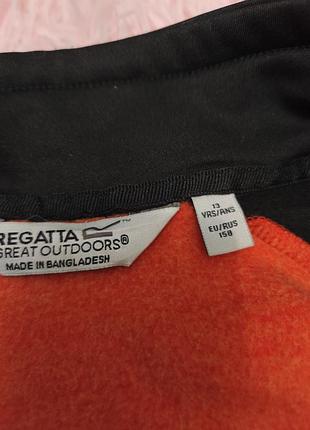 REGATTA
GREAT OUTDOORS®
MADE IN BANGLADESH
13
YRS/ANS
EU/RUS
158